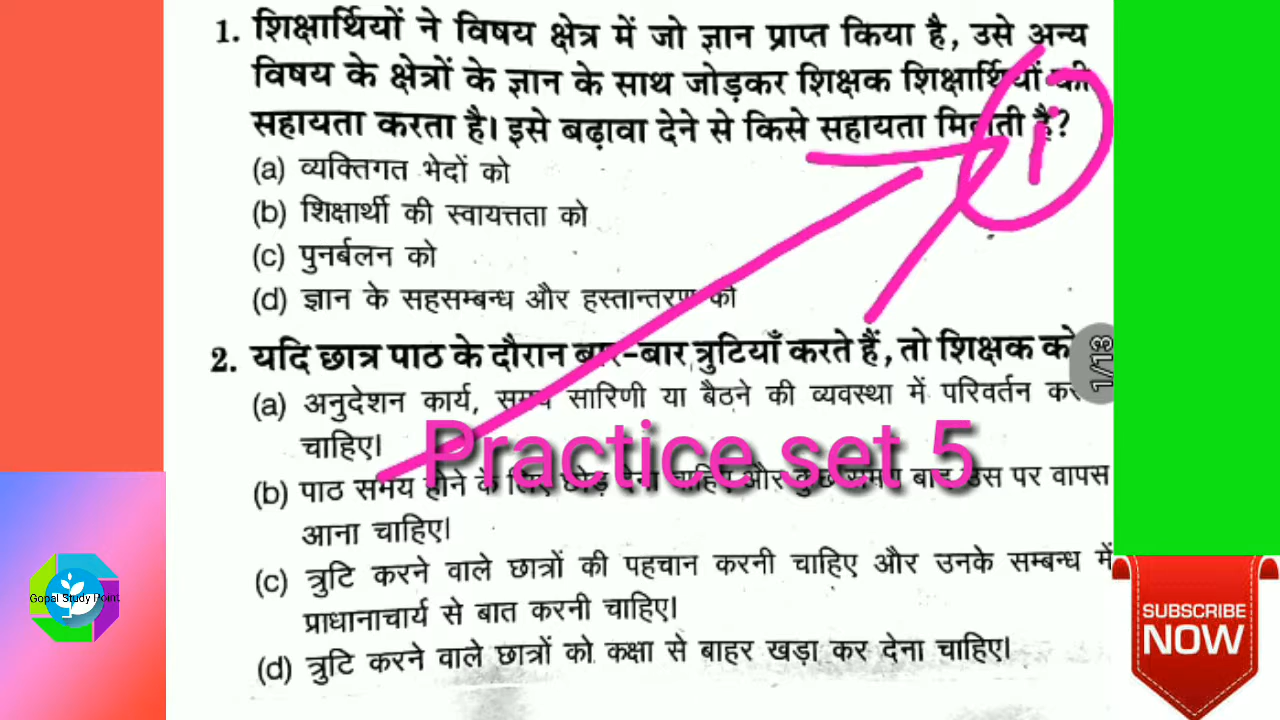 1. शिक्षार्थियों ने विषय क्षेत्र में जो ज्ञान प्राप्त किया है, उसे अन्य
विषय के क्षेत्रों के ज्ञान के साथ जोड़कर शिक्षक शिक्षार्थियों की
सहायता करता है। इसे बढ़ावा देने से किसे सहायता मिलती है?
(a) व्यक्तिगत भेदों को
(b) शिक्षार्थी की स्वायत्तता को
(c) पुनर्बलन को
(d) ज्ञान के सहसम्बन्ध और हस्तान्तरण को
2. यदि छात्र पाठ के दौरान बार-बार त्रुटियाँ करते हैं, तो शिक्षक को
(a) अनुदेशन कार्य, समय सारिणी या बैठने की व्यवस्था में परिवर्तन
चाहिए।
Practice set 5
(b) पाठ समय होने के लिए छोड़ देना चाहिए और कुछ समय बाद उस पर वापस
आना चाहिए।
(c) त्रुटि करने वाले छात्रों की पहचान करनी चाहिए और उनके सम्बन्ध में
प्राधानाचार्य से बात करनी चाहिए।
(d) त्रुटि करने वाले छात्रों को कक्षा से बाहर खड़ा कर देना चाहिए।
i
1/13
Gopal Study Point
SUBSCRIBE
NOW